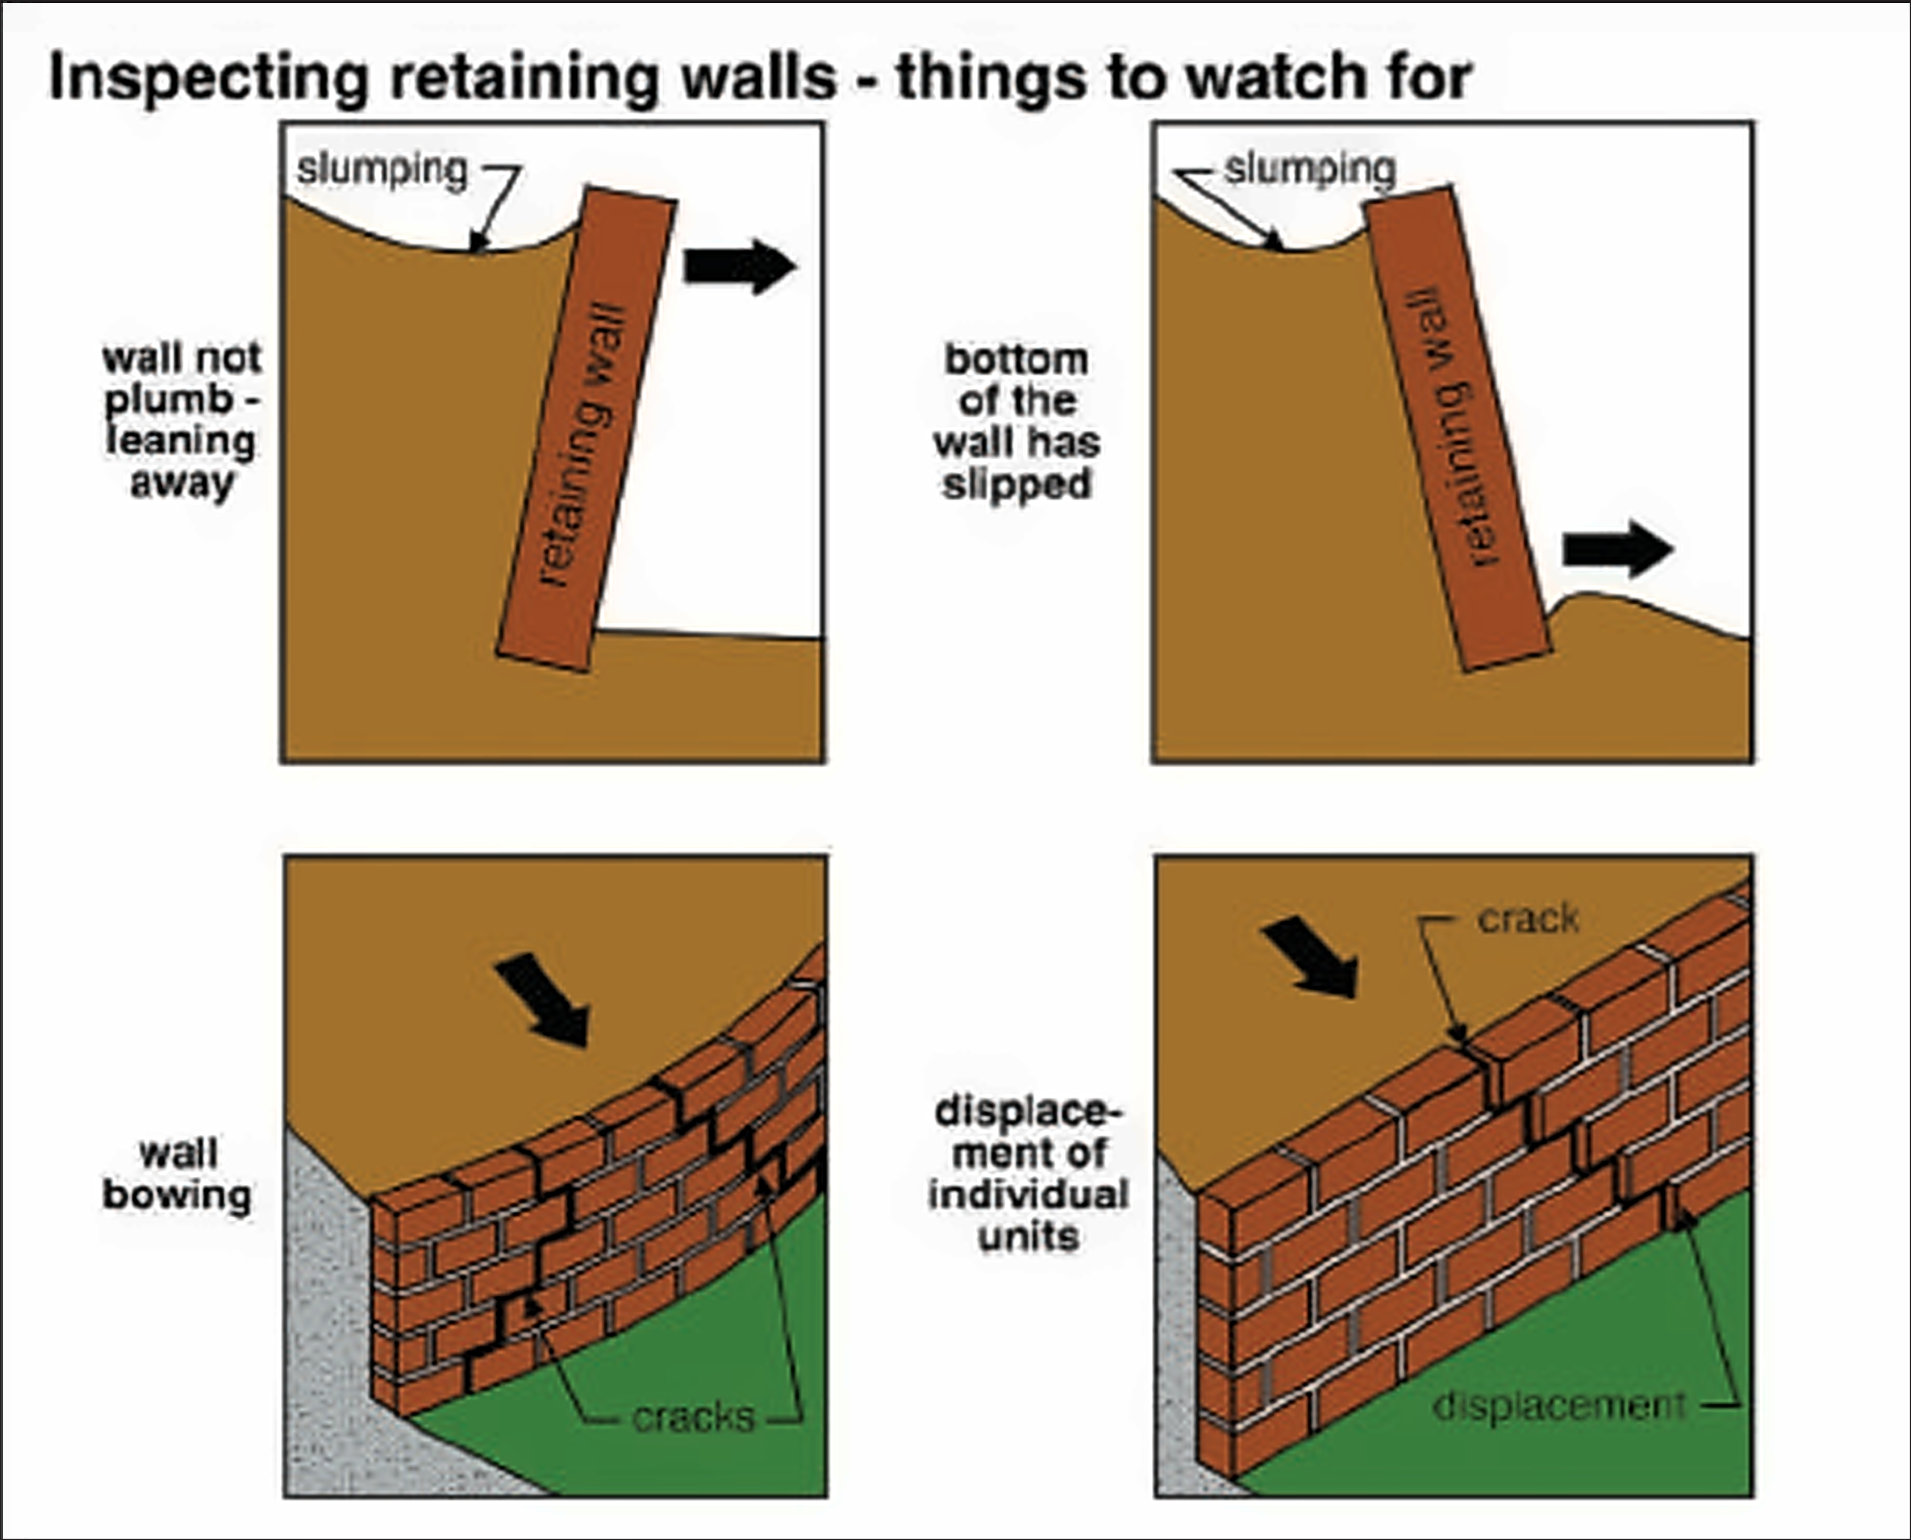 Inspecting retaining walls - things to watch for
slumping
wall not
plumb -
leaning
away
retaining wall
slumping
bottom
of the
wall has
slipped
retaining wall
wall
bowing
cracks
crack
displace-
ment of
individual
units
displacement